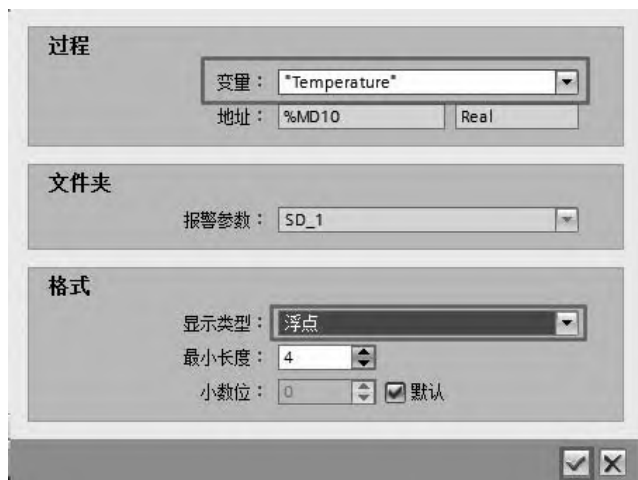 过程
变量： "Temperature"
地址： %MD10 Real
文件夹
报警参数： SD_1
格式
显示类型： 浮点
最小长度： 4
小数位： 0 默认